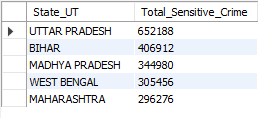 State_UT Total_Sensitive_Crime
UTTAR PRADESH 652188
BIHAR 406912
MADHYA PRADESH 344980
WEST BENGAL 305456
MAHARASHTRA 296276